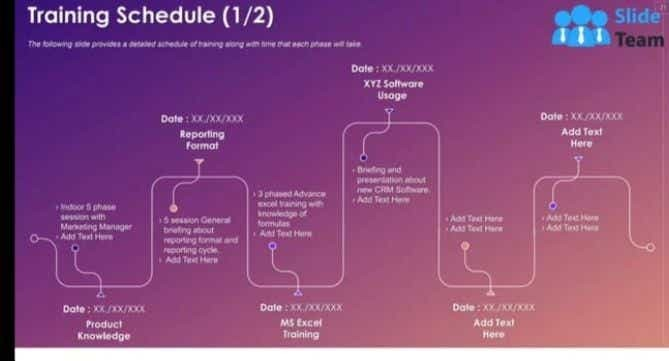 Training Schedule (1/2)
The following slide provides a detailed schedule of training along with time that each phase will take.
Slide
Team
› Indoor 5 phase
session with
Marketing Manager
› Add Text Here
Date : XX./XX/XXX
Product
Knowledge
Date : XX./XX/XXX
Reporting
Format
› 5 session General
briefing about
reporting format and
reporting cycle..
› Add Text Here
› 3 phased Advance
excel training with
knowledge of
formulas
› Add Text Here
Date : XX./XX/XXX
MS Excel
Training
Date : XX./XX/XXX
XYZ Software
Usage
› Briefing and
presentation about
new CRM Software.
› Add Text Here
› Add Text Here
› Add Text Here
Date : XX./XX/XXX
Add Text
Here
Date : XX./XX/XXX
Add Text
Here
› Add Text Here
› Add Text Here